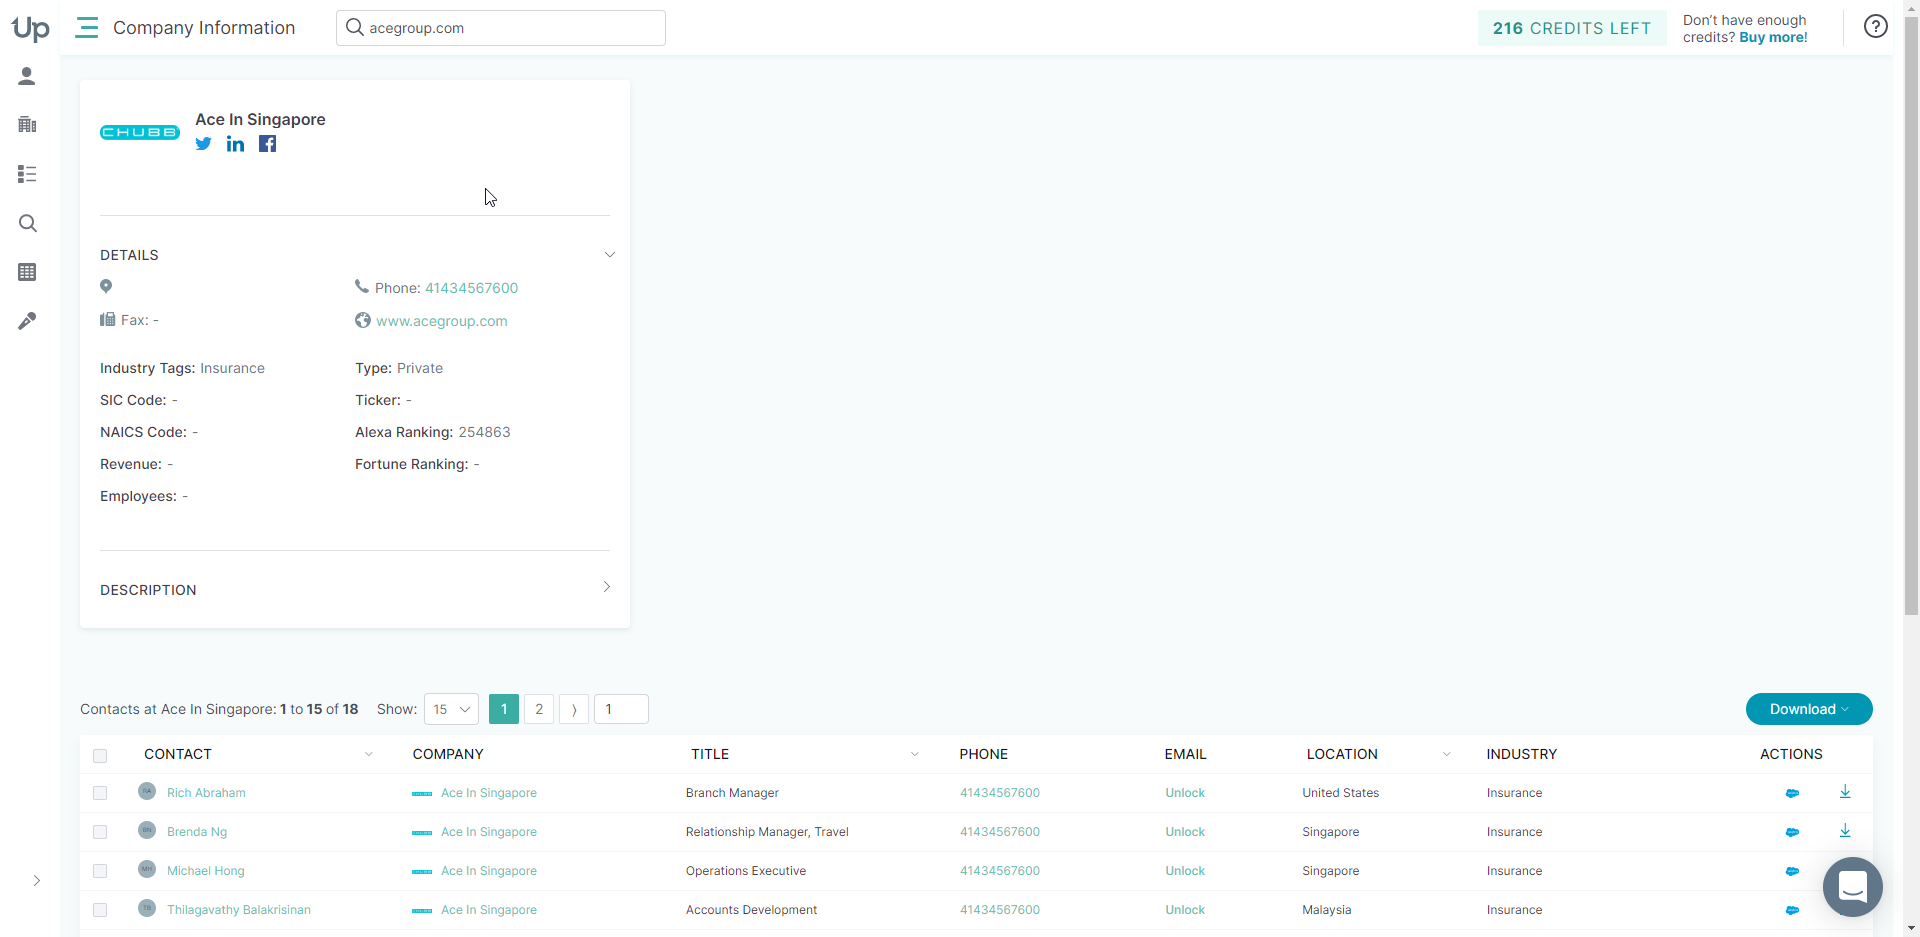 Up
Company Information
acegroup.com
216 CREDITS LEFT
Don't have enough
credits? Buy more!
CHUBB
Ace In Singapore
DETAILS
Phone: 41434567600
Fax: -
www.acegroup.com
Industry Tags: Insurance
Type: Private
SIC Code: -
Ticker: -
NAICS Code: -
Alexa Ranking: 254863
Revenue: -
Fortune Ranking: -
Employees: -
DESCRIPTION
Contacts at Ace In Singapore: 1 to 15 of 18 Show: 15 1 2 1
Download
CONTACT COMPANY TITLE PHONE EMAIL LOCATION INDUSTRY ACTIONS
RA Rich Abraham CHUBB Ace In Singapore Branch Manager 41434567600 Unlock United States Insurance
BN Brenda Ng CHUBB Ace In Singapore Relationship Manager, Travel 41434567600 Unlock Singapore Insurance
MH Michael Hong CHUBB Ace In Singapore Operations Executive 41434567600 Unlock Singapore Insurance
TB Thilagavathy Balakrisinan CHUBB Ace In Singapore Accounts Development 41434567600 Unlock Malaysia Insurance